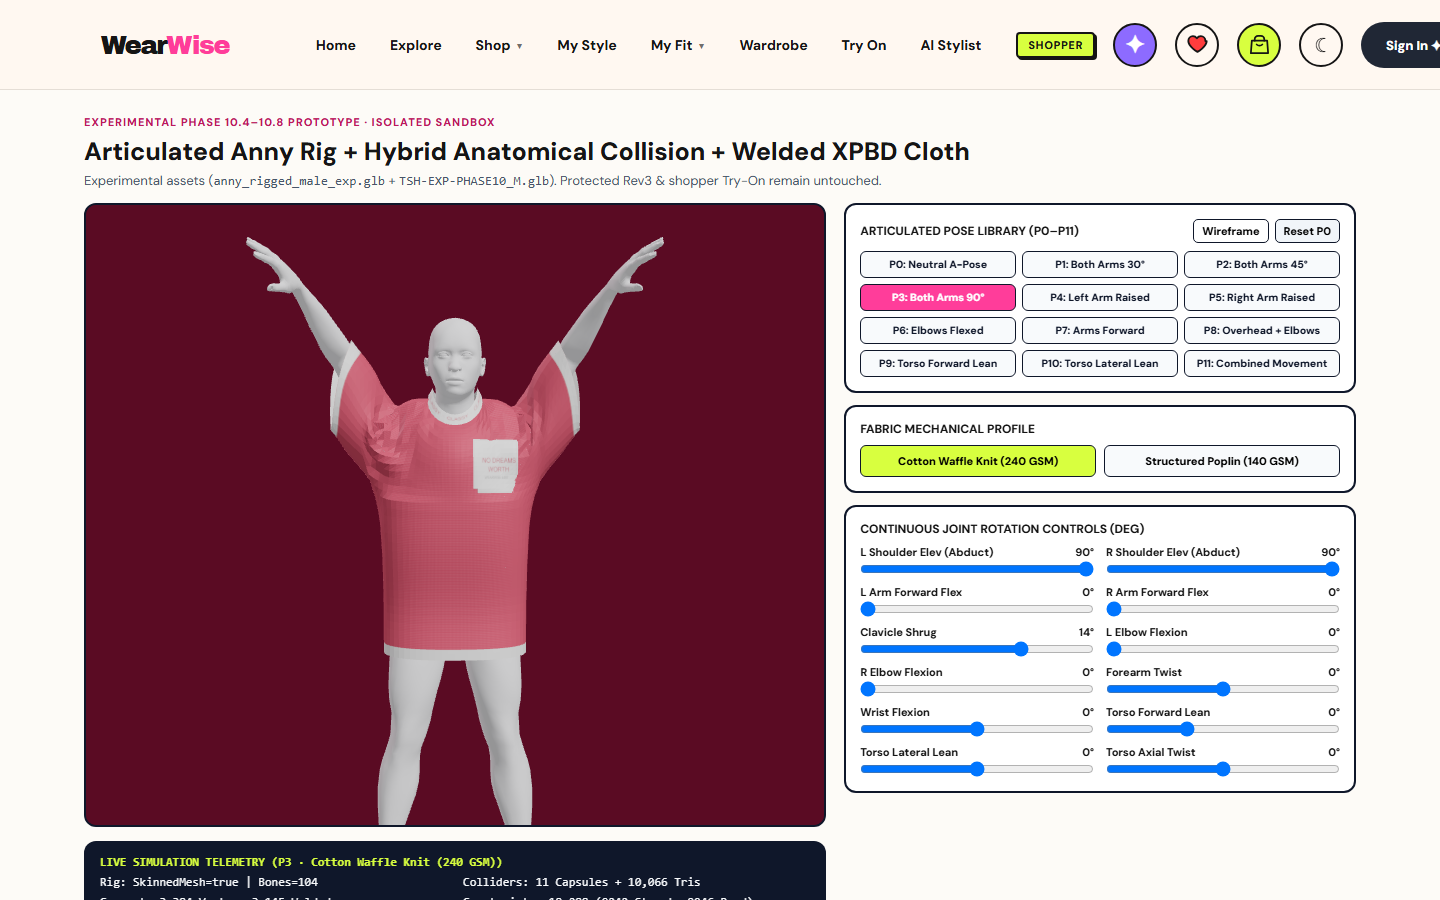 WearWise
Home
Explore
Shop ▼
My Style
My Fit ▼
Wardrobe
Try On
AI Stylist
SHOPPER
Sign In ✦
EXPERIMENTAL PHASE 10.4–10.8 PROTOTYPE · ISOLATED SANDBOX
Articulated Anny Rig + Hybrid Anatomical Collision + Welded XPBD Cloth
Experimental assets (anny_rigged_male_exp.glb + TSH-EXP-PHASE10_M.glb). Protected Rev3 & shopper Try-On remain untouched.
NO DREAMS
WORTH
ARTICULATED POSE LIBRARY (P0–P11)
Wireframe
Reset P0
P0: Neutral A-Pose
P1: Both Arms 30°
P2: Both Arms 45°
P3: Both Arms 90°
P4: Left Arm Raised
P5: Right Arm Raised
P6: Elbows Flexed
P7: Arms Forward
P8: Overhead + Elbows
P9: Torso Forward Lean
P10: Torso Lateral Lean
P11: Combined Movement
FABRIC MECHANICAL PROFILE
Cotton Waffle Knit (240 GSM)
Structured Poplin (140 GSM)
CONTINUOUS JOINT ROTATION CONTROLS (DEG)
L Shoulder Elev (Abduct) 90°
R Shoulder Elev (Abduct) 90°
L Arm Forward Flex 0°
R Arm Forward Flex 0°
Clavicle Shrug 14°
L Elbow Flexion 0°
R Elbow Flexion 0°
Forearm Twist 0°
Wrist Flexion 0°
Torso Forward Lean 0°
Torso Lateral Lean 0°
Torso Axial Twist 0°
LIVE SIMULATION TELEMETRY (P3 · Cotton Waffle Knit (240 GSM))
Rig: SkinnedMesh=true | Bones=104
Colliders: 11 Capsules + 10,066 Tris